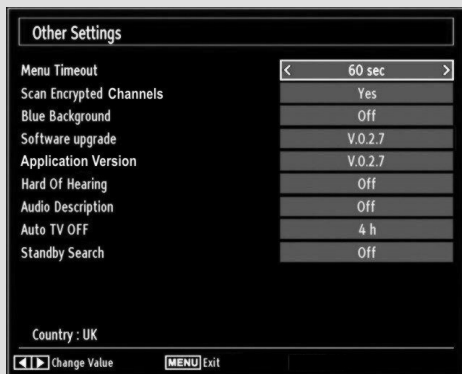 Other Settings
Menu Timeout < 60 sec >
Scan Encrypted Channels Yes
Blue Background Off
Software upgrade V.0.2.7
Application Version V.0.2.7
Hard Of Hearing Off
Audio Description Off
Auto TV OFF 4 h
Standby Search Off
Country : UK
Change Value MENU Exit